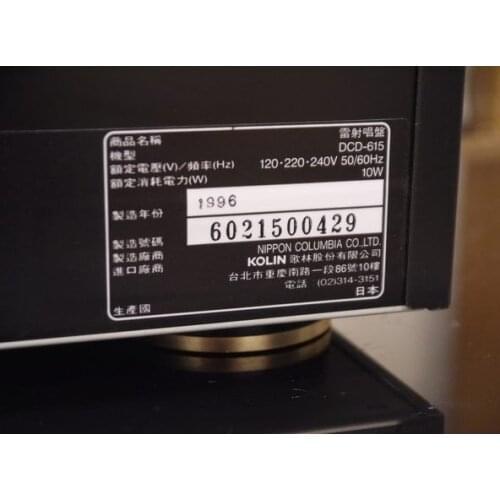 商品名稱 雷射唱盤
機型 DCD-615
額定電壓(V)／頻率(Hz) 120·220·240V 50/60Hz
額定消耗電力(W) 10W
製造年份 1996
製造號碼 6021500429
製造廠商 NIPPON COLUMBIA CO.,LTD.
進口廠商 KOLIN 歌林股份有限公司
台北市重慶南路一段86號10樓
電話 (02)314-3151
生產國 日本